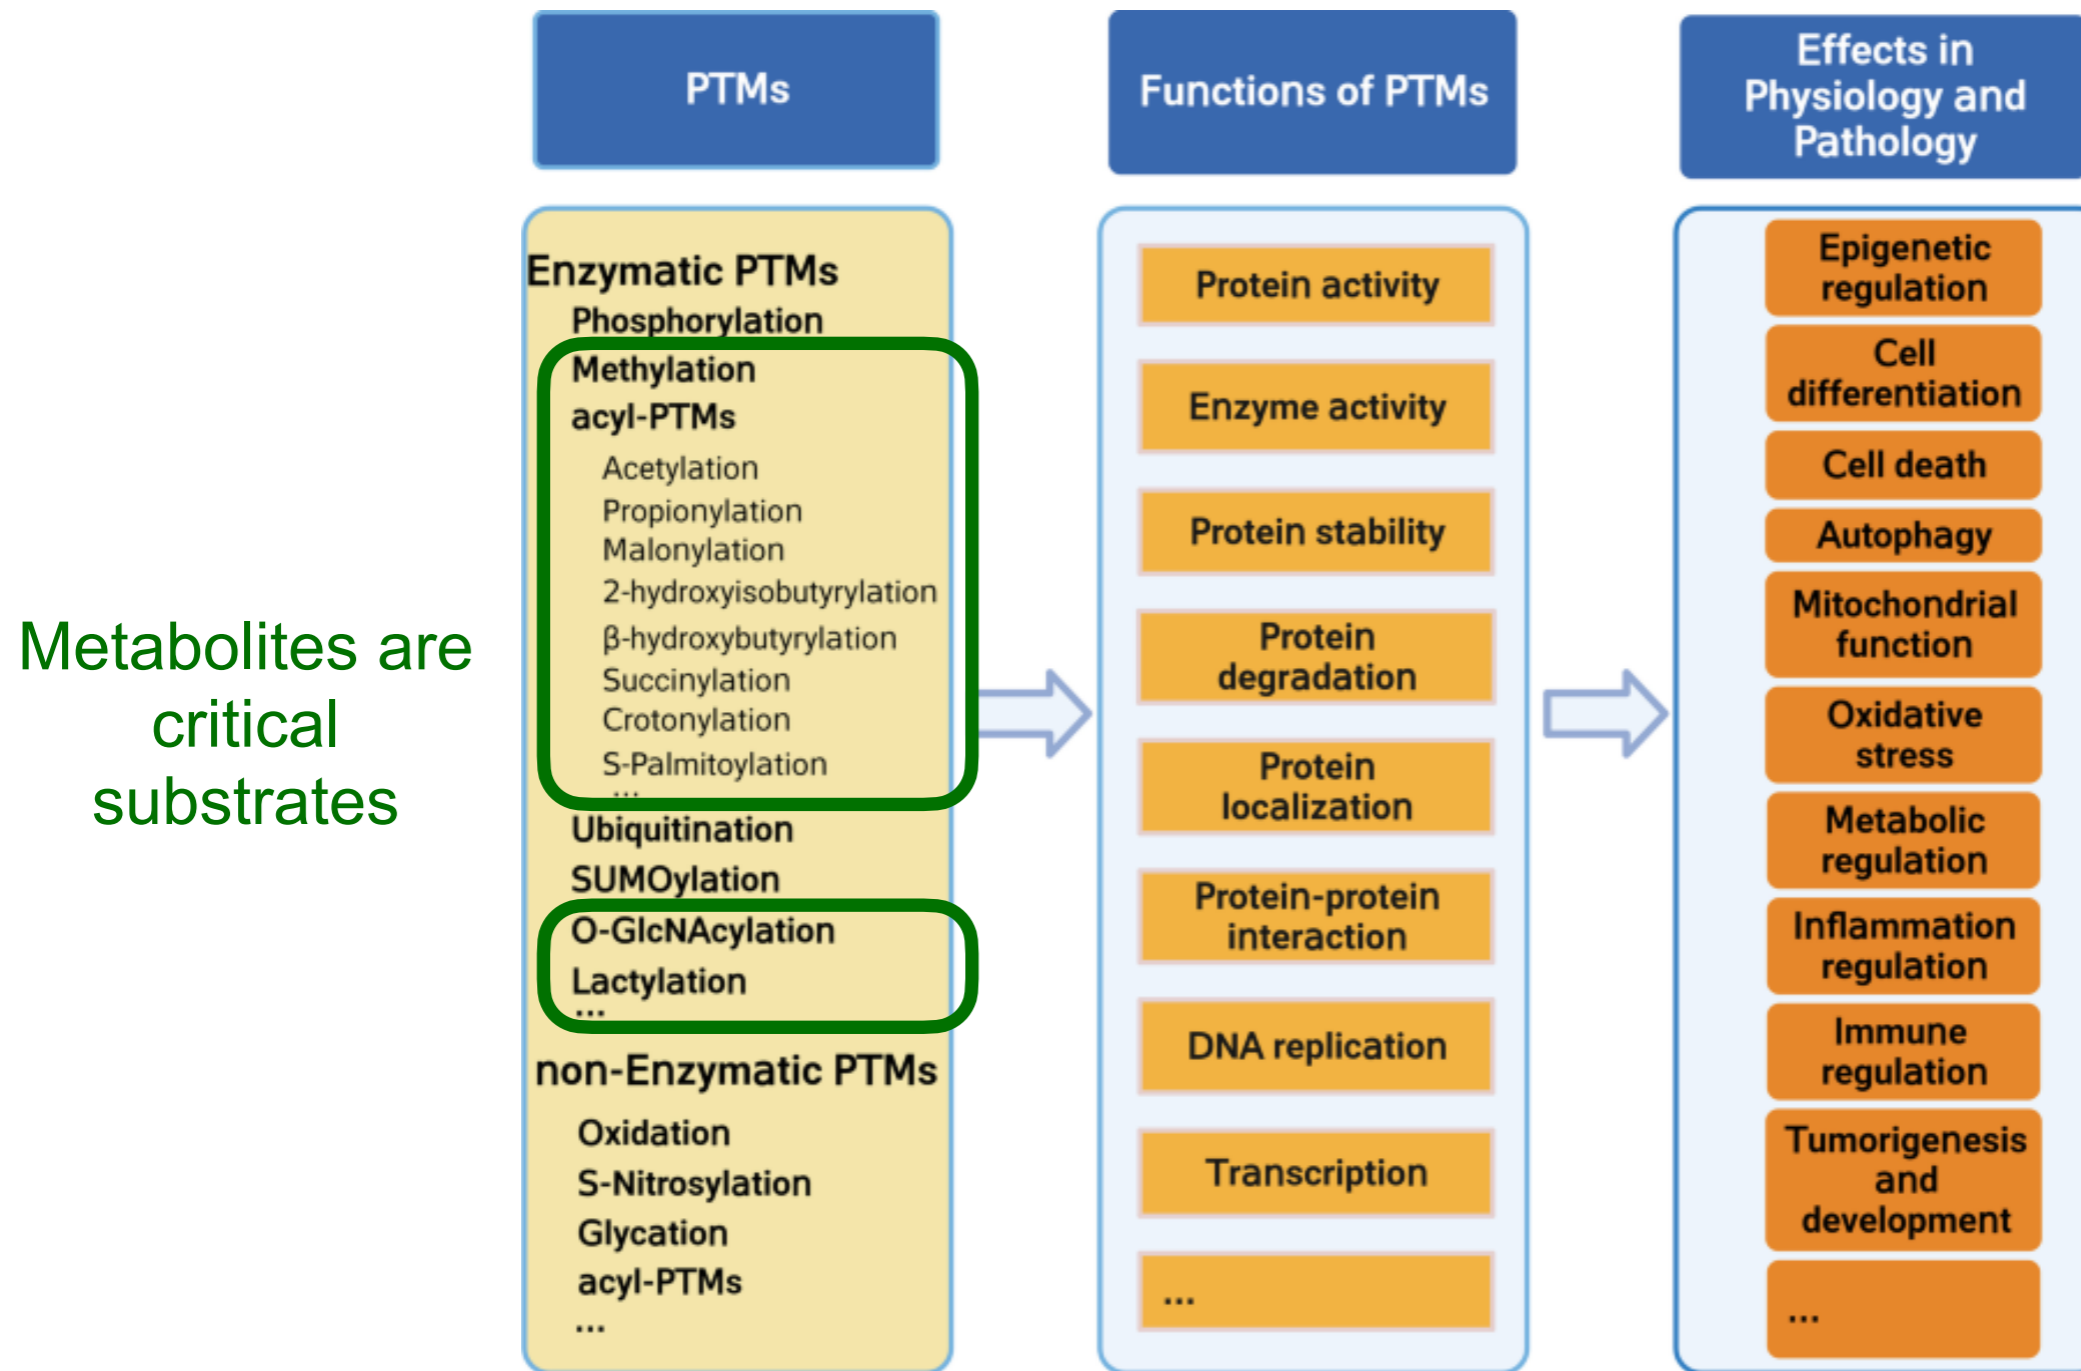 Metabolites are
critical
substrates
PTMs
Enzymatic PTMs
Phosphorylation
Methylation
acyl-PTMs
Acetylation
Propionylation
Malonylation
2-hydroxyisobutyrylation
β-hydroxybutyrylation
Succinylation
Crotonylation
S-Palmitoylation
...
Ubiquitination
SUMOylation
O-GlcNAcylation
Lactylation
...
non-Enzymatic PTMs
Oxidation
S-Nitrosylation
Glycation
acyl-PTMs
...
Functions of PTMs
Protein activity
Enzyme activity
Protein stability
Protein
degradation
Protein
localization
Protein-protein
interaction
DNA replication
Transcription
...
Effects in
Physiology and
Pathology
Epigenetic
regulation
Cell
differentiation
Cell death
Autophagy
Mitochondrial
function
Oxidative
stress
Metabolic
regulation
Inflammation
regulation
Immune
regulation
Tumorigenesis
and
development
...